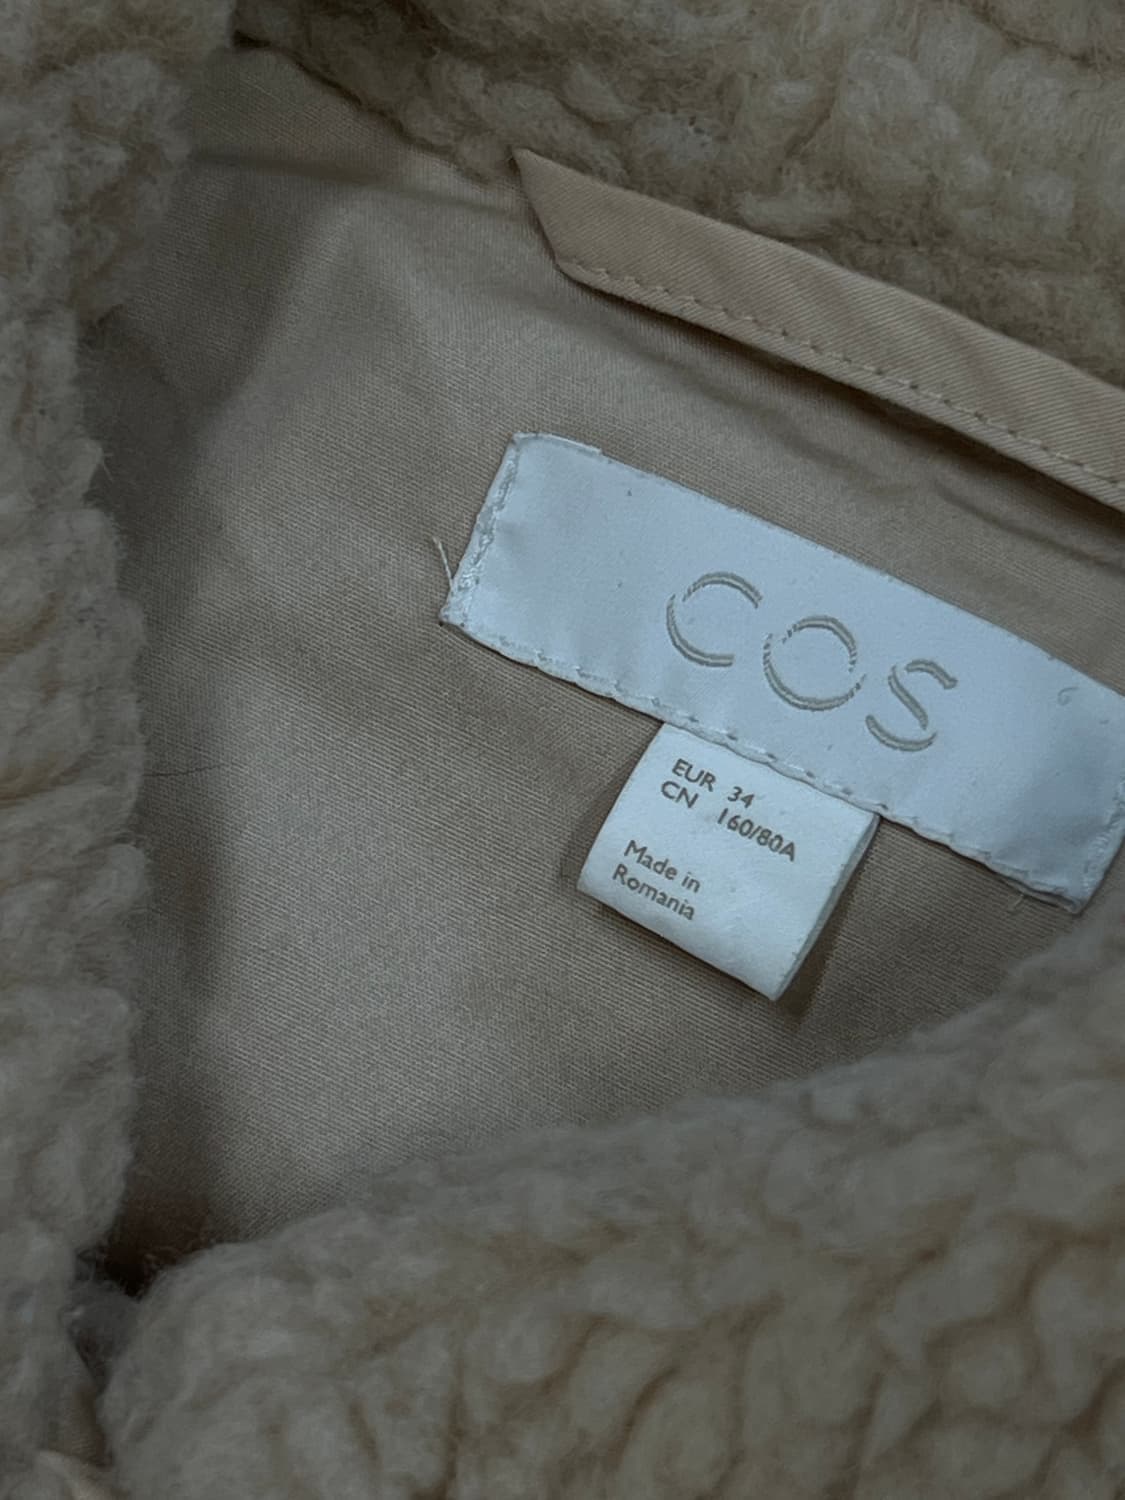 COS
EUR 34
CN 160/80A
Made in
Romania